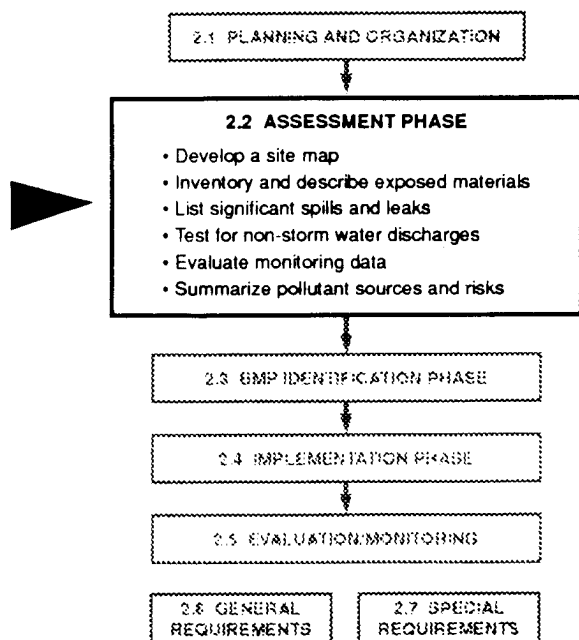 2.1 PLANNING AND ORGANIZATION
2.2 ASSESSMENT PHASE
• Develop a site map
• Inventory and describe exposed materials
• List significant spills and leaks
• Test for non-storm water discharges
• Evaluate monitoring data
• Summarize pollutant sources and risks
2.3 BMP IDENTIFICATION PHASE
2.4 IMPLEMENTATION PHASE
2.5 EVALUATION/MONITORING
2.6 GENERAL
REQUIREMENTS
2.7 SPECIAL
REQUIREMENTS